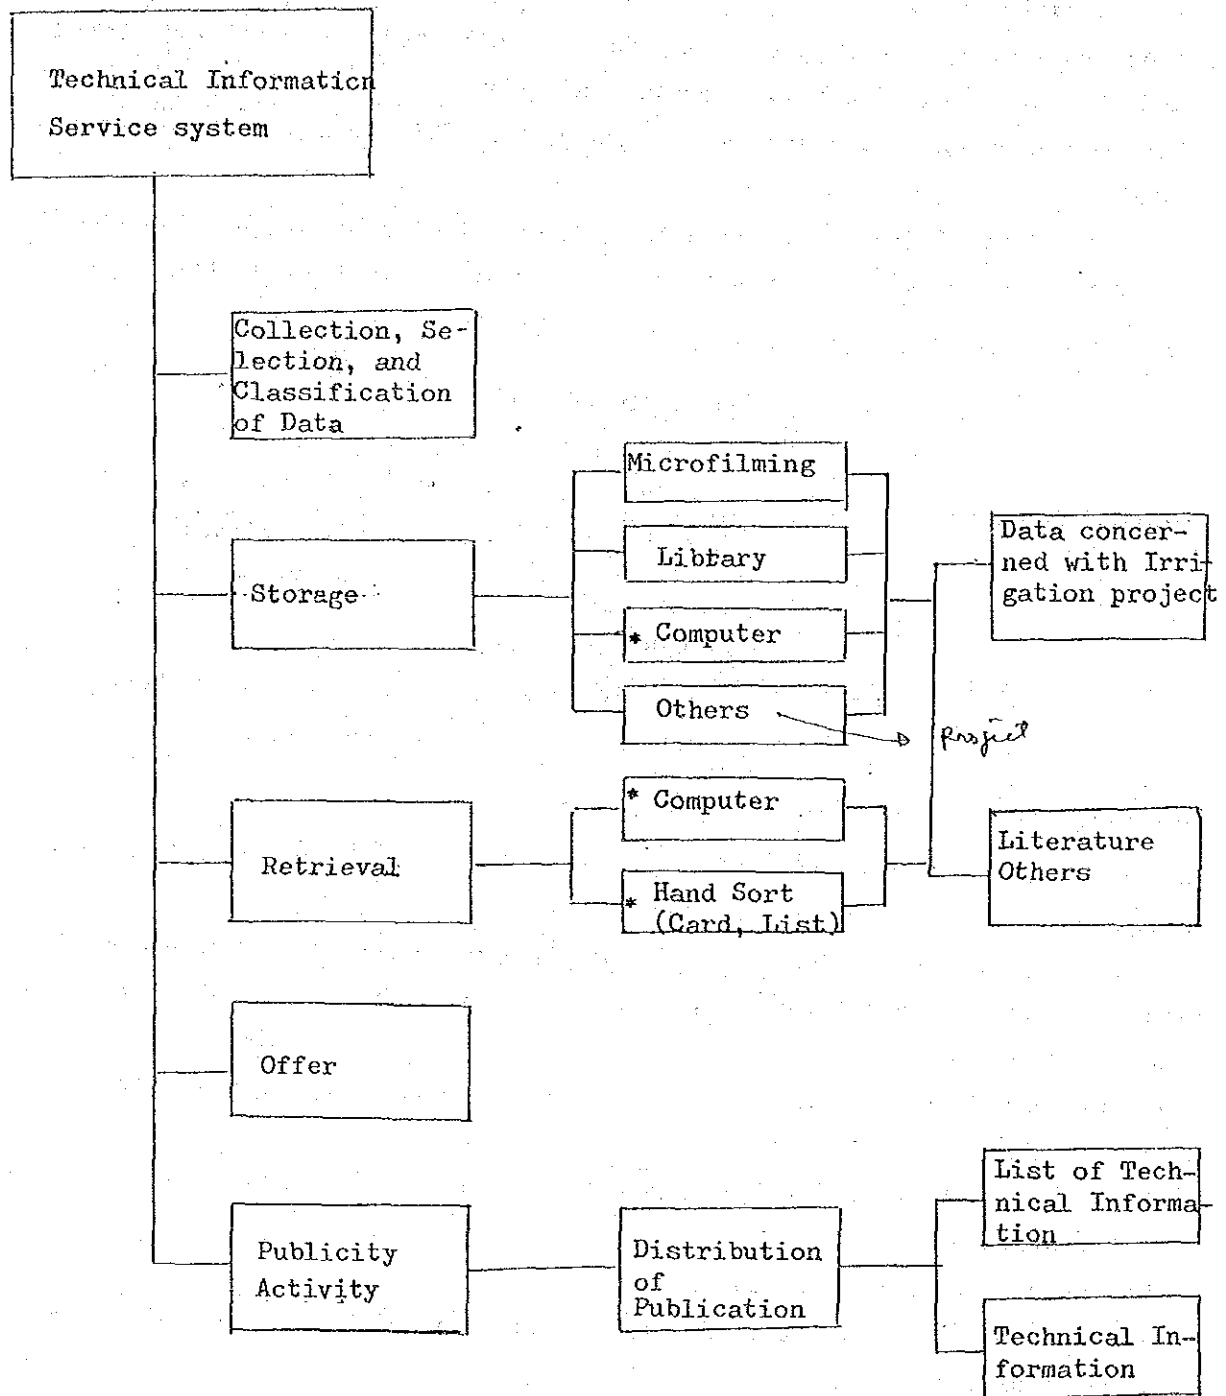 Technical Information
Service system
Collection, Se-
lection, and
Classification
of Data
Microfilming
Library
Storage
* Computer
Others
Data concer-
ned with Irri-
gation project
project
* Computer
Retrieval
* Hand Sort
(Card, List)
Literature
Others
Offer
Publicity
Activity
Distribution
of
Publication
List of Tech-
nical Informa-
tion
Technical In-
formation